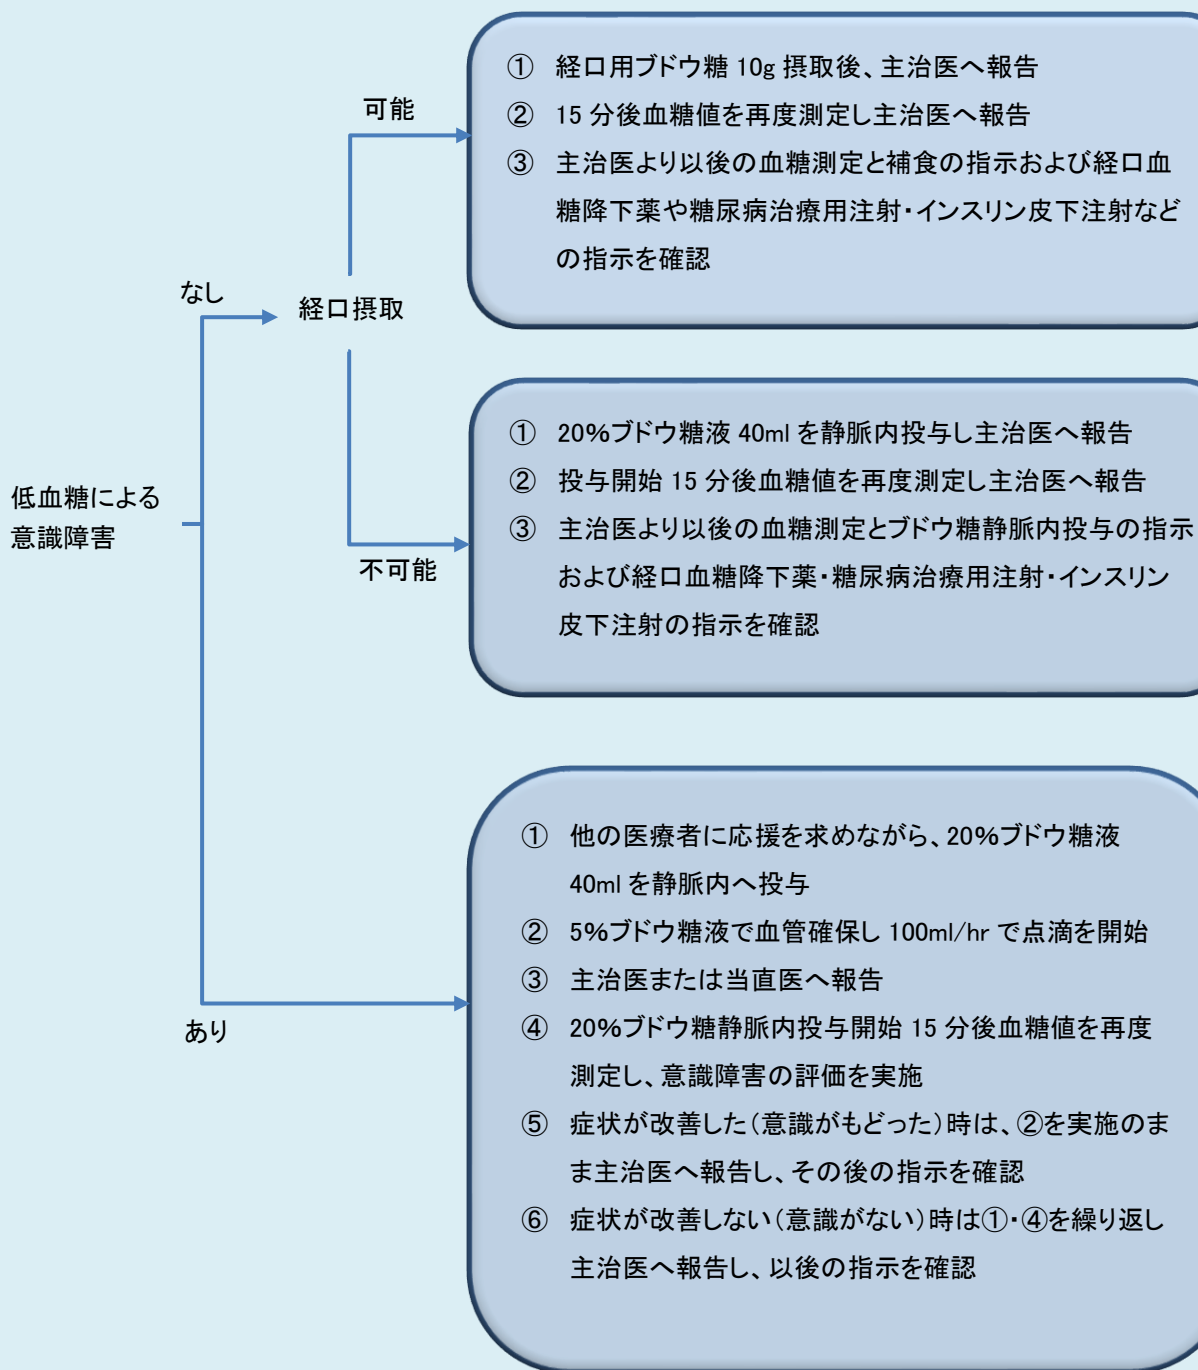 ① 経口用ブドウ糖 10g 摂取後、主治医へ報告
② 15 分後血糖値を再度測定し主治医へ報告
③ 主治医より以後の血糖測定と補食の指示および経口血
糖降下薬や糖尿病治療用注射・インスリン皮下注射など
の指示を確認
可能
なし
経口摂取
① 20%ブドウ糖液 40ml を静脈内投与し主治医へ報告
② 投与開始 15 分後血糖値を再度測定し主治医へ報告
③ 主治医より以後の血糖測定とブドウ糖静脈内投与の指示
および経口血糖降下薬・糖尿病治療用注射・インスリン
皮下注射の指示を確認
不可能
低血糖による
意識障害
① 他の医療者に応援を求めながら、20%ブドウ糖液
40ml を静脈内へ投与
② 5%ブドウ糖液で血管確保し 100ml/hr で点滴を開始
③ 主治医または当直医へ報告
④ 20%ブドウ糖静脈内投与開始 15 分後血糖値を再度
測定し、意識障害の評価を実施
⑤ 症状が改善した(意識がもどった)時は、②を実施のま
ま主治医へ報告し、その後の指示を確認
⑥ 症状が改善しない(意識がない)時は①・④を繰り返し
主治医へ報告し、以後の指示を確認
あり